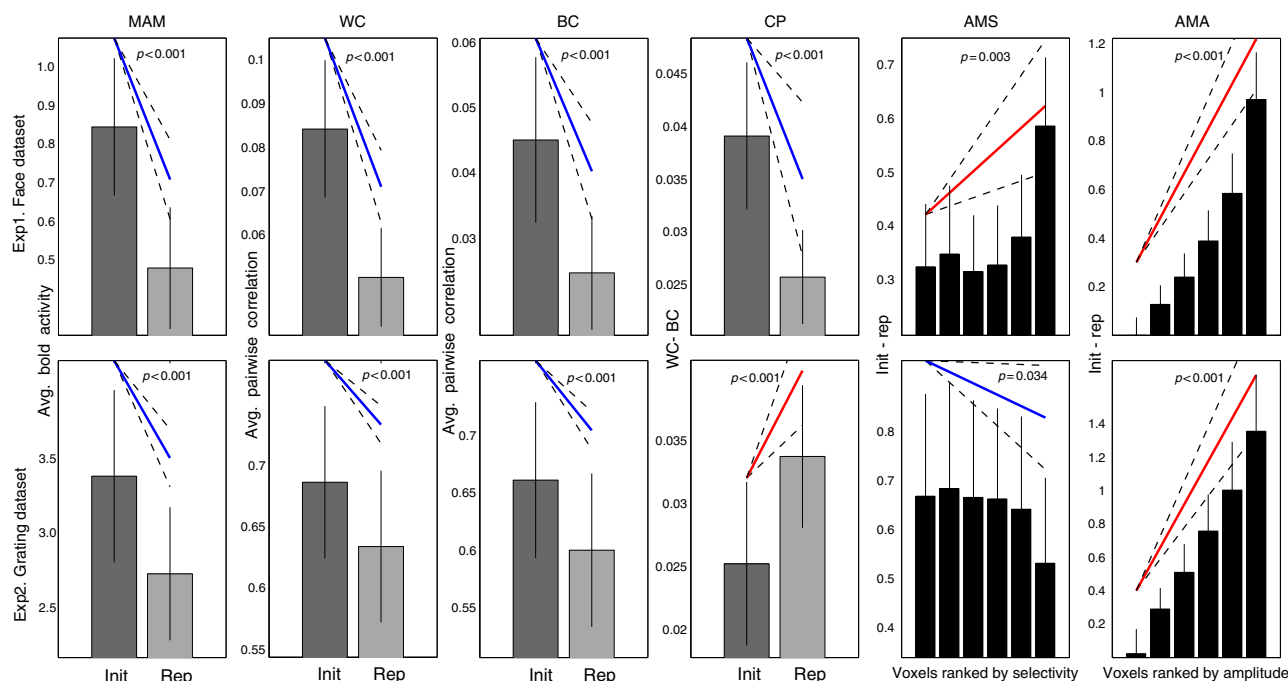 MAM WC BC CP AMS AMA
Exp1. Face dataset
Avg. bold activity
1.0
0.9
0.8
0.7
0.6
0.5
p<0.001
Avg. pairwise correlation
0.1
0.09
0.08
0.07
0.06
p<0.001
Avg. pairwise correlation
0.06
0.05
0.04
0.03
p<0.001
WC- BC
0.045
0.04
0.035
0.03
0.025
p<0.001
Init - rep
0.7
0.6
0.5
0.4
0.3
p=0.003
Init - rep
1.2
1
0.8
0.6
0.4
0.2
p<0.001
Exp2. Grating dataset
3.5
3.0
2.5
p<0.001
0.7
0.65
0.6
0.55
p<0.001
0.7
0.65
0.6
0.55
p<0.001
0.035
0.03
0.025
0.02
p<0.001
0.8
0.7
0.6
0.5
0.4
p=0.034
1.4
1.2
1
0.8
0.6
0.4
0.2
p<0.001
Init Rep Init Rep Init Rep Init Rep Voxels ranked by selectivity Voxels ranked by amplitude